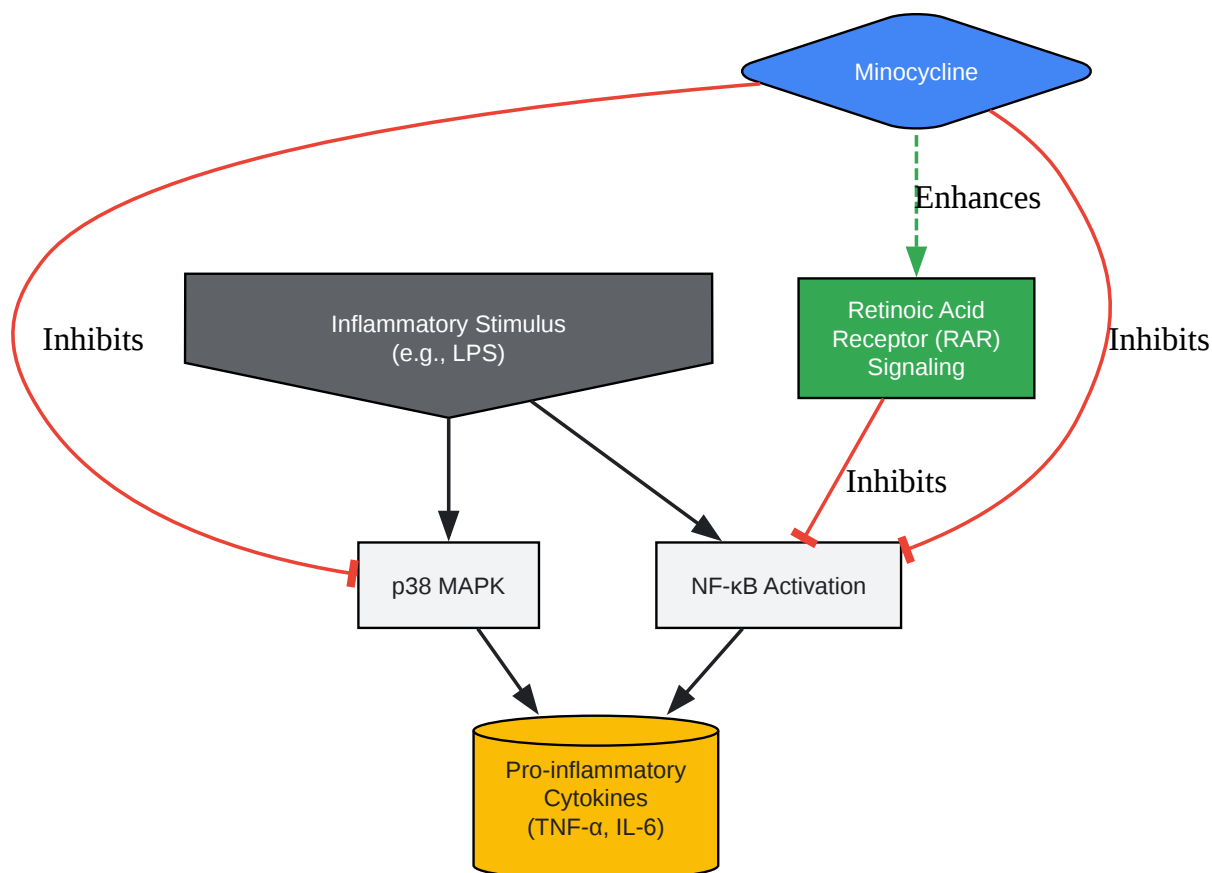 Minocycline
Enhances
Inflammatory Stimulus
(e.g., LPS)
Retinoic Acid
Receptor (RAR)
Signaling
Inhibits
Inhibits
Inhibits
p38 MAPK
NF-κB Activation
Pro-inflammatory
Cytokines
(TNF-α, IL-6)